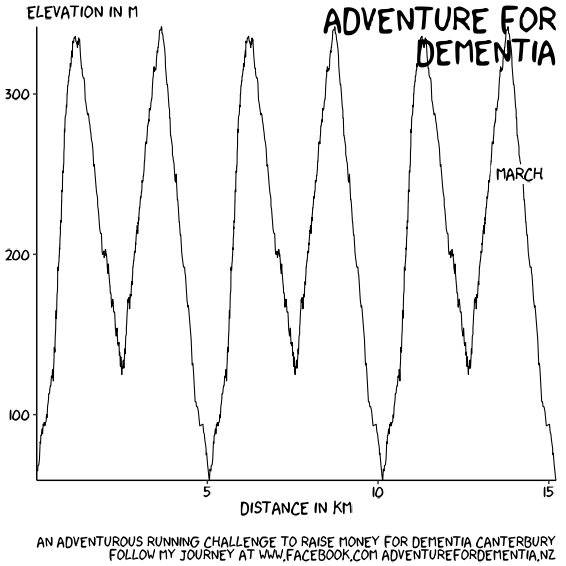 ELEVATION IN M
ADVENTURE FOR
DEMENTIA
300
MARCH
200
100
5
10
15
DISTANCE IN KM
AN ADVENTUROUS RUNNING CHALLENGE TO RAISE MONEY FOR DEMENTIA CANTERBURY
FOLLOW MY JOURNEY AT WWW.FACEBOOK.COM ADVENTUREFORDEMENTIA.NZ